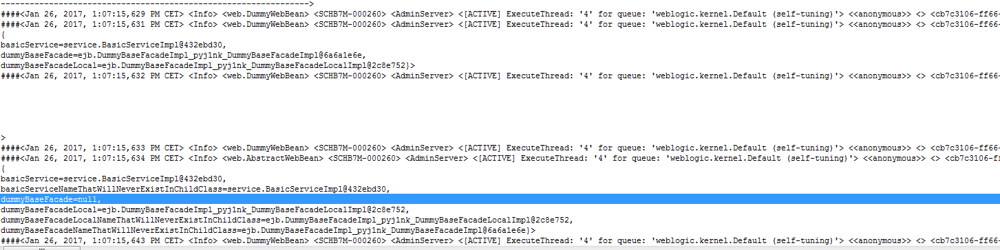 ----------------------------------------------------------------->
####<Jan 26, 2017, 1:07:15,629 PM CET> <Info> <web.DummyWebBean> <SCHB7M-000260> <AdminServer> <[ACTIVE] ExecuteThread: '4' for queue: 'weblogic.kernel.Default (self-tuning)'> <<anonymous>> <> <cb7c3106-ff66-
####<Jan 26, 2017, 1:07:15,631 PM CET> <Info> <web.DummyWebBean> <SCHB7M-000260> <AdminServer> <[ACTIVE] ExecuteThread: '4' for queue: 'weblogic.kernel.Default (self-tuning)'> <<anonymous>> <> <cb7c3106-ff66-
{
basicService=service.BasicServiceImpl@432ebd30,
dummyBaseFacade=ejb.DummyBaseFacadeImpl_pyj1nk_DummyBaseFacadeImpl@6a6a1e6e,
dummyBaseFacadeLocal=ejb.DummyBaseFacadeImpl_pyj1nk_DummyBaseFacadeLocalImpl@2c8e752}>
####<Jan 26, 2017, 1:07:15,632 PM CET> <Info> <web.DummyWebBean> <SCHB7M-000260> <AdminServer> <[ACTIVE] ExecuteThread: '4' for queue: 'weblogic.kernel.Default (self-tuning)'> <<anonymous>> <> <cb7c3106-ff66-
>
####<Jan 26, 2017, 1:07:15,633 PM CET> <Info> <web.DummyWebBean> <SCHB7M-000260> <AdminServer> <[ACTIVE] ExecuteThread: '4' for queue: 'weblogic.kernel.Default (self-tuning)'> <<anonymous>> <> <cb7c3106-ff66-
####<Jan 26, 2017, 1:07:15,634 PM CET> <Info> <web.AbstractWebBean> <SCHB7M-000260> <AdminServer> <[ACTIVE] ExecuteThread: '4' for queue: 'weblogic.kernel.Default (self-tuning)'> <<anonymous>> <> <cb7c3106-ff
{
basicService=service.BasicServiceImpl@432ebd30,
basicServiceNameThatWillNeverExistInChildClass=service.BasicServiceImpl@432ebd30,
dummyBaseFacade=null,
dummyBaseFacadeLocal=ejb.DummyBaseFacadeImpl_pyj1nk_DummyBaseFacadeLocalImpl@2c8e752,
dummyBaseFacadeLocalNameThatWillNeverExistInChildClass=ejb.DummyBaseFacadeImpl_pyj1nk_DummyBaseFacadeLocalImpl@2c8e752,
dummyBaseFacadeNameThatWillNeverExistInChildClass=ejb.DummyBaseFacadeImpl_pyj1nk_DummyBaseFacadeImpl@6a6a1e6e}>
####<Jan 26, 2017, 1:07:15,643 PM CET> <Info> <web.DummyWebBean> <SCHB7M-000260> <AdminServer> <[ACTIVE] ExecuteThread: '4' for queue: 'weblogic.kernel.Default (self-tuning)'> <<anonymous>> <> <cb7c3106-ff66-